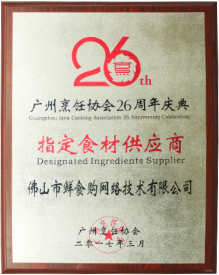 26th
广州烹饪协会26周年庆典
Guangzhou Area Cooking Association 26 Anniversary Celebration
指定食材供应商
Designated Ingredients Supplier
佛山市鲜食购网络技术有限公司
广州烹饪协会
二〇一七年三月